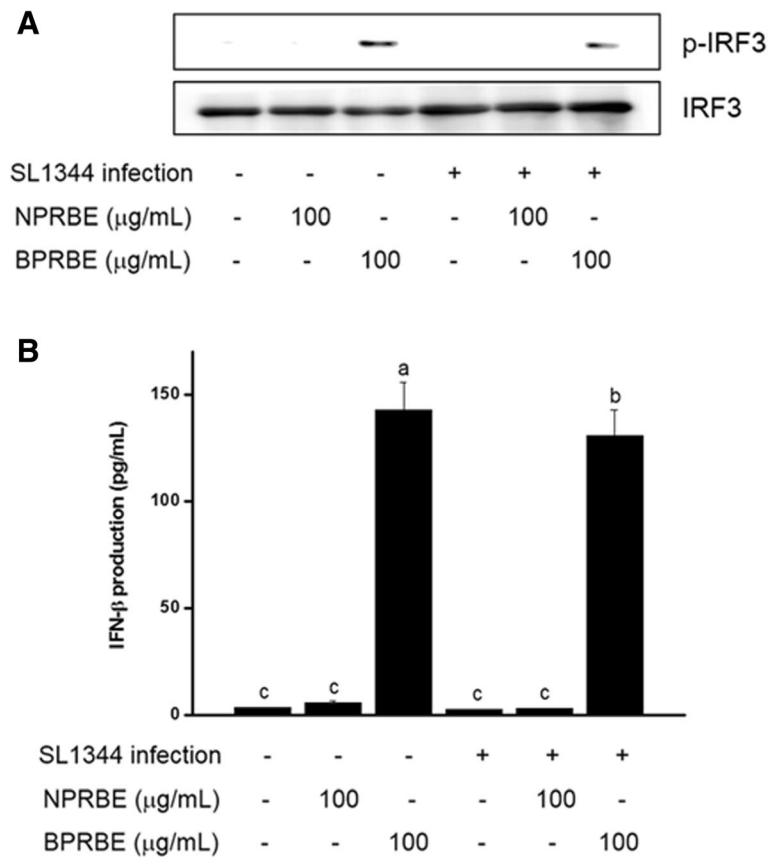 A
p-IRF3
IRF3
SL1344 infection - - - + + +
NPRBE (μg/mL) - 100 - - 100 -
BPRBE (μg/mL) - - 100 - - 100
B
IFN-β production (pg/mL)
150
100
50
0
c c a c c b
SL1344 infection - - - + + +
NPRBE (μg/mL) - 100 - - 100 -
BPRBE (μg/mL) - - 100 - - 100